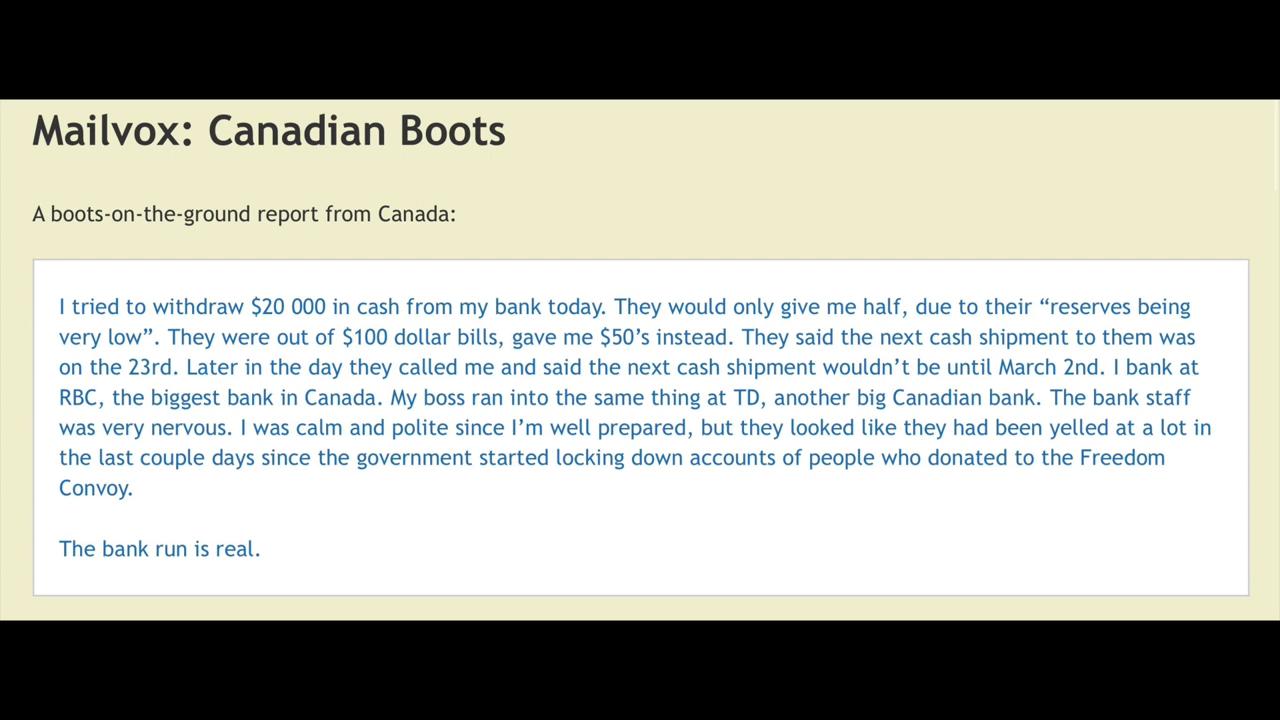 Mailvox: Canadian Boots
A boots-on-the-ground report from Canada:
I tried to withdraw $20 000 in cash from my bank today. They would only give me half, due to their “reserves being
very low”. They were out of $100 dollar bills, gave me $50’s instead. They said the next cash shipment to them was
on the 23rd. Later in the day they called me and said the next cash shipment wouldn’t be until March 2nd. I bank at
RBC, the biggest bank in Canada. My boss ran into the same thing at TD, another big Canadian bank. The bank staff
was very nervous. I was calm and polite since I’m well prepared, but they looked like they had been yelled at a lot in
the last couple days since the government started locking down accounts of people who donated to the Freedom
Convoy.
The bank run is real.